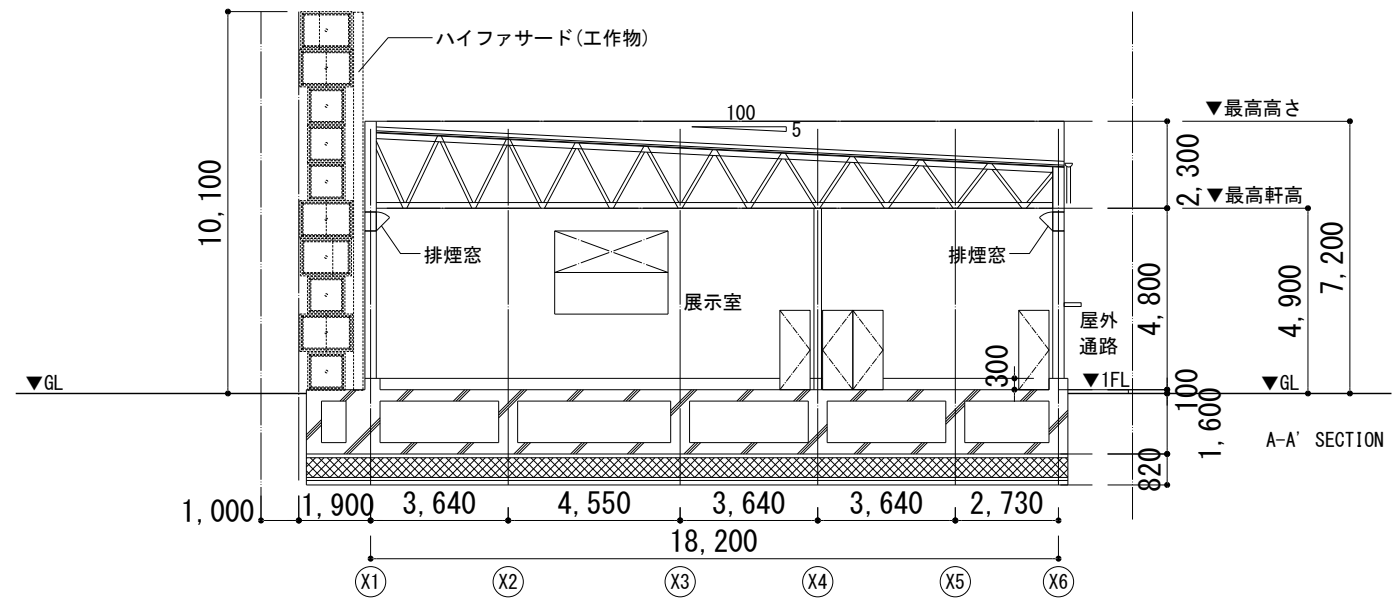 ハイファサード(工作物)
100
5
▼最高高さ
10,100
2,300
▼最高軒高
7,200
排煙窓
排煙窓
展示室
4,800
4,900
屋外
通路
300
▼GL
▼1FL
▼GL
100
1,600
A-A' SECTION
820
1,000
1,900
3,640
4,550
3,640
3,640
2,730
18,200
X1
X2
X3
X4
X5
X6